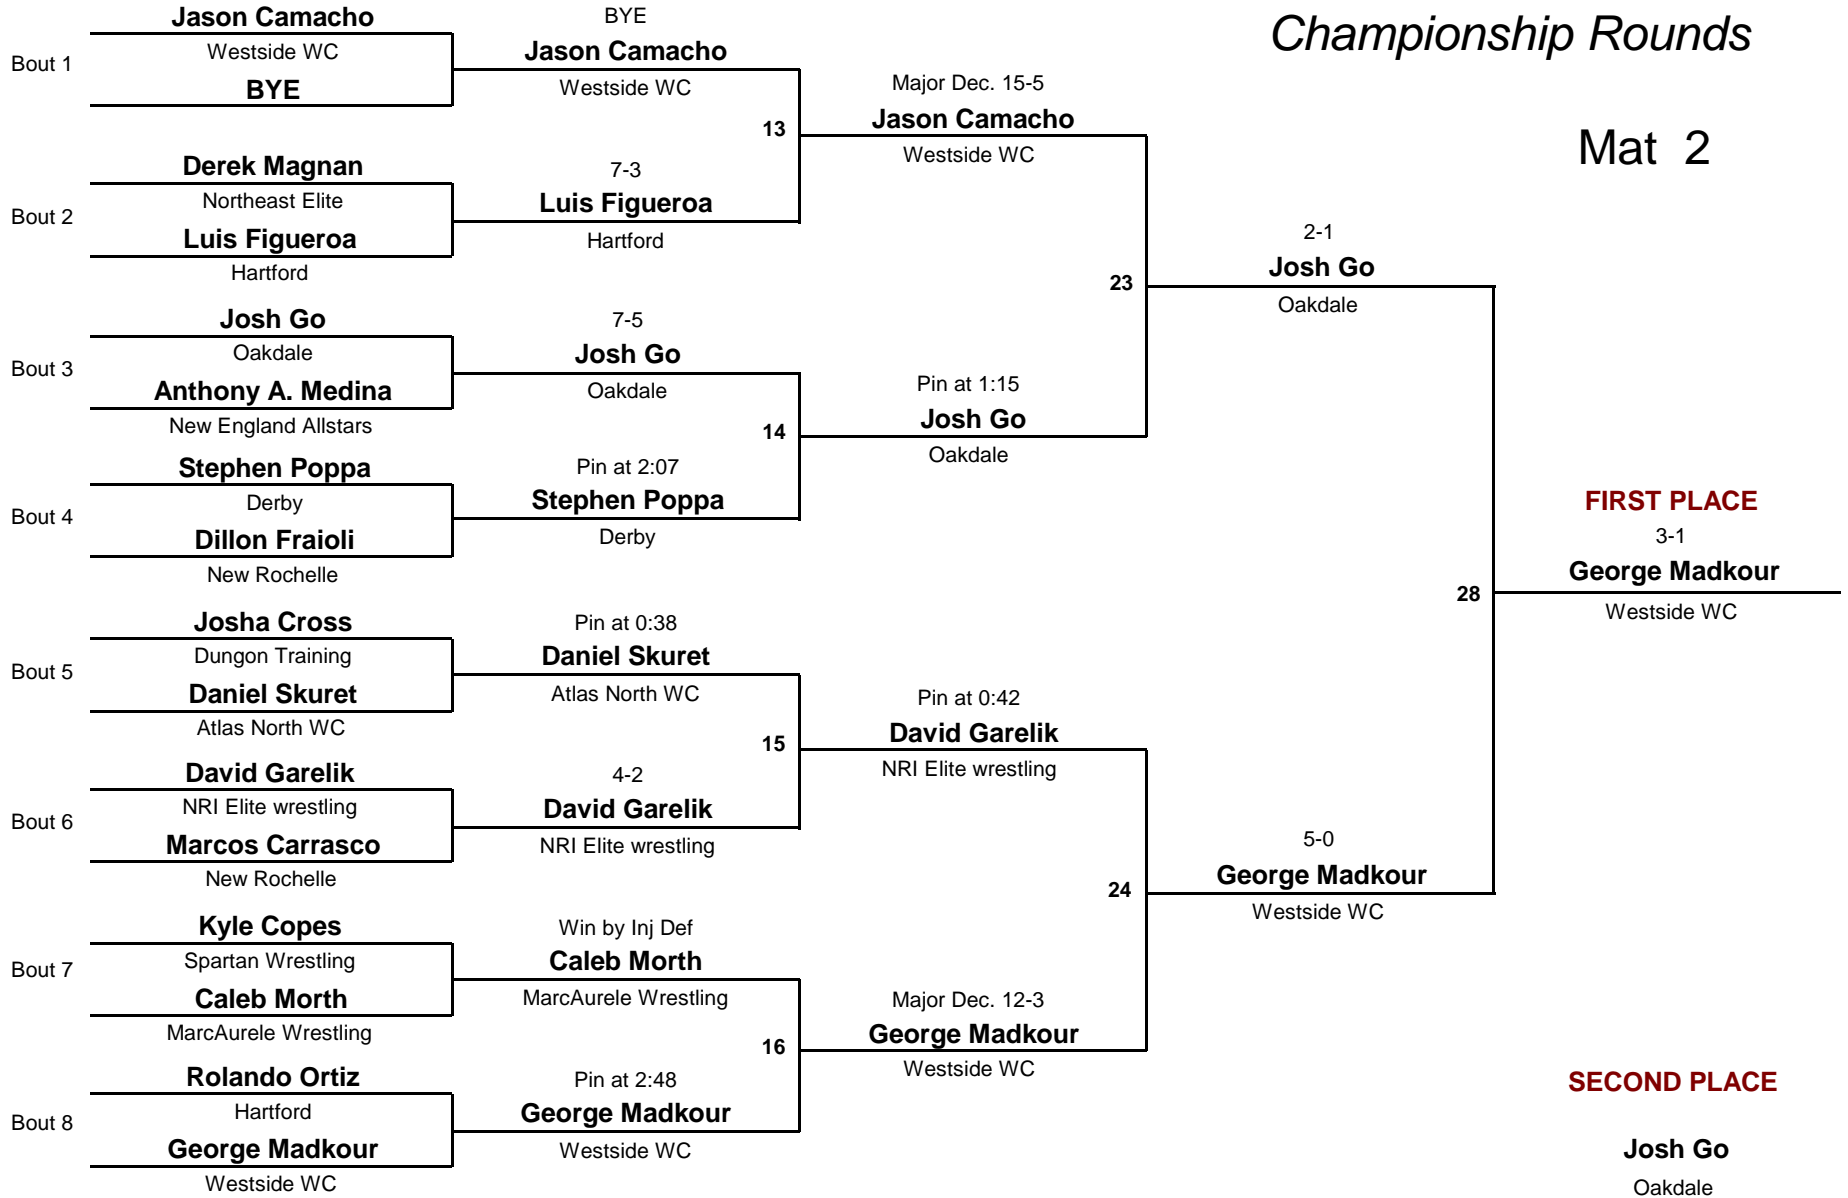 Championship Rounds
Mat 2
Jason Camacho
Bout 1
Westside WC
BYE
Derek Magnan
Bout 2
Northeast Elite
Luis Figueroa
Hartford
Josh Go
Bout 3
Oakdale
Anthony A. Medina
New England Allstars
Stephen Poppa
Bout 4
Derby
Dillon Fraioli
New Rochelle
Josha Cross
Bout 5
Dungon Training
Daniel Skuret
Atlas North WC
David Garelik
Bout 6
NRI Elite wrestling
Marcos Carrasco
New Rochelle
Kyle Copes
Bout 7
Spartan Wrestling
Caleb Morth
MarcAurele Wrestling
Rolando Ortiz
Bout 8
Hartford
George Madkour
Westside WC
BYE
Jason Camacho
Westside WC
13
7-3
Luis Figueroa
Hartford
7-5
Josh Go
Oakdale
14
Pin at 2:07
Stephen Poppa
Derby
Pin at 0:38
Daniel Skuret
Atlas North WC
15
4-2
David Garelik
NRI Elite wrestling
Win by Inj Def
Caleb Morth
MarcAurele Wrestling
16
Pin at 2:48
George Madkour
Westside WC
Major Dec. 15-5
Jason Camacho
Westside WC
23
Pin at 1:15
Josh Go
Oakdale
Pin at 0:42
David Garelik
NRI Elite wrestling
24
Major Dec. 12-3
George Madkour
Westside WC
2-1
Josh Go
Oakdale
28
5-0
George Madkour
Westside WC
FIRST PLACE
3-1
George Madkour
Westside WC
SECOND PLACE
Josh Go
Oakdale